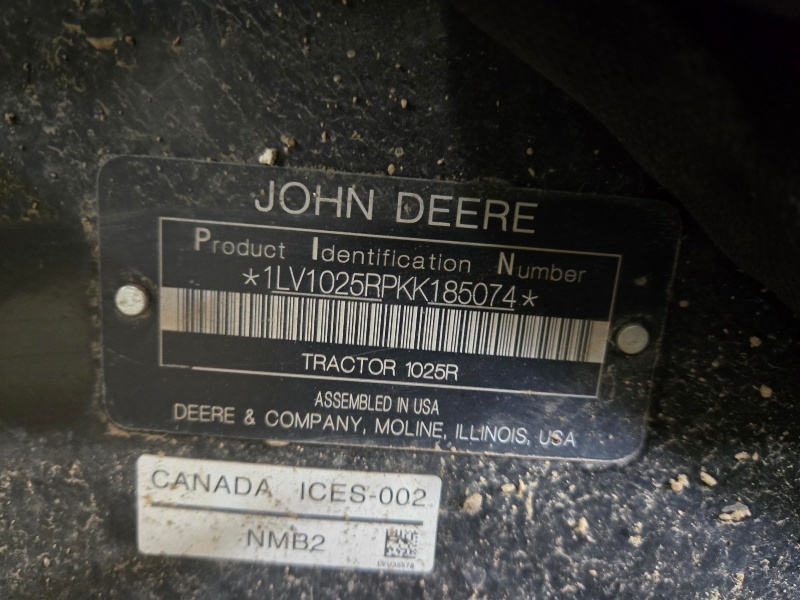 JOHN DEERE
Product Identification Number
*1LV1025RPKK185074*
TRACTOR 1025R
ASSEMBLED IN USA
DEERE & COMPANY, MOLINE, ILLINOIS, USA
CANADA ICES-002
NMB2